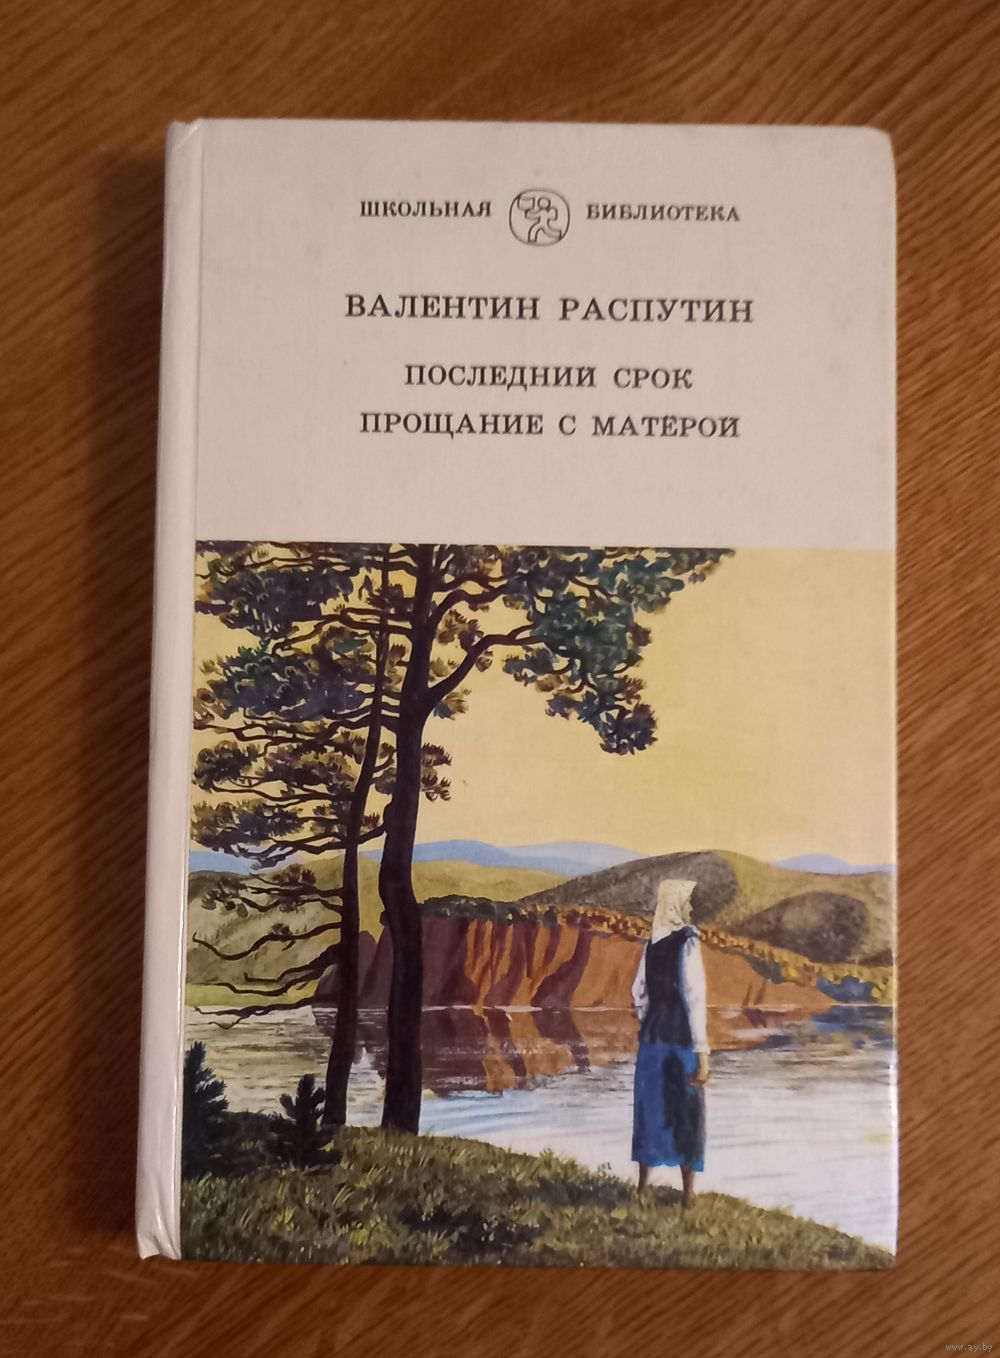 ШКОЛЬНАЯ БИБЛИОТЕКА
ВАЛЕНТИН РАСПУТИН
ПОСЛЕДНИЙ СРОК
ПРОЩАНИЕ С МАТЁРОЙ
www.ay.by